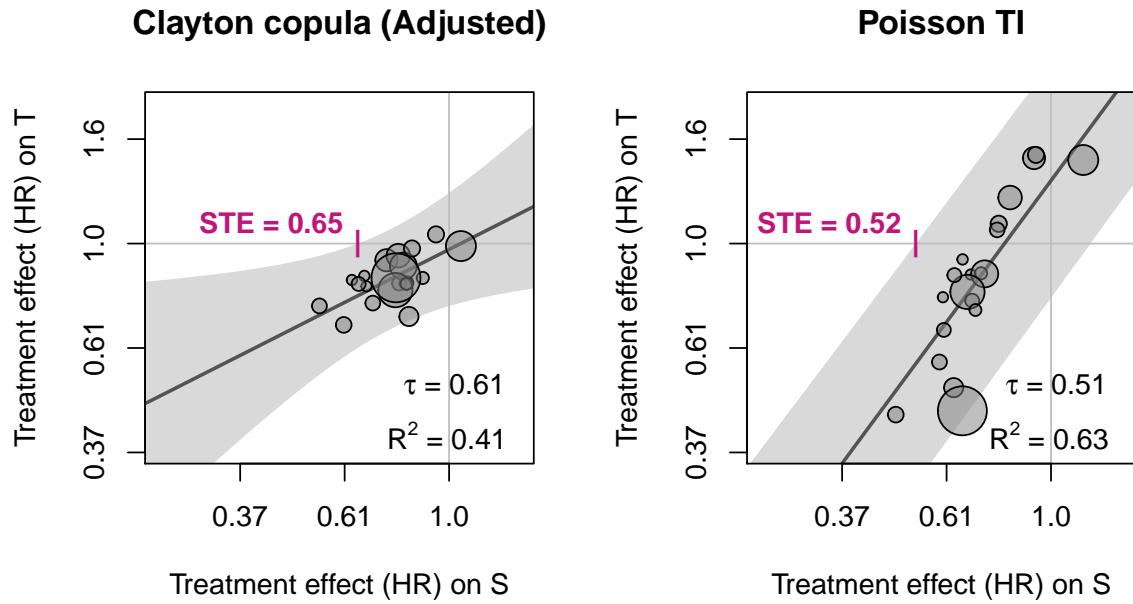 Clayton copula (Adjusted)
Treatment effect (HR) on T
1.6
1.0
0.61
0.37
STE = 0.65
τ = 0.61
R² = 0.41
0.37 0.61 1.0
Treatment effect (HR) on S
Poisson TI
Treatment effect (HR) on T
1.6
1.0
0.61
0.37
STE = 0.52
τ = 0.51
R² = 0.63
0.37 0.61 1.0
Treatment effect (HR) on S